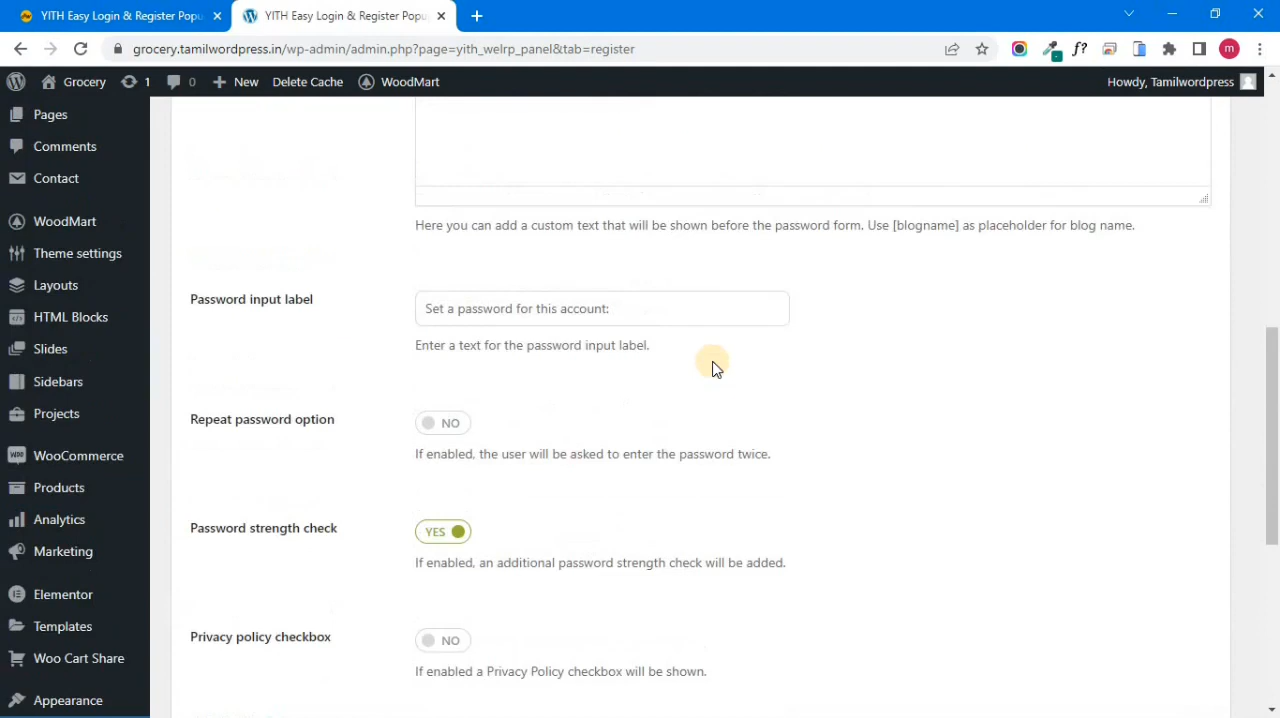 YITH Easy Login & Register Popu
YITH Easy Login & Register Popu
grocery.tamilwordpress.in/wp-admin/admin.php?page=yith_welrp_panel&tab=register
f?
m
Grocery
1
0
New
Delete Cache
WoodMart
Howdy, Tamilwordpress
Pages
Comments
Contact
WoodMart
Theme settings
Layouts
HTML Blocks
Slides
Sidebars
Projects
WooCommerce
Products
Analytics
Marketing
Elementor
Templates
Woo Cart Share
Appearance
Here you can add a custom text that will be shown before the password form. Use [blogname] as placeholder for blog name.
Password input label
Set a password for this account:
Enter a text for the password input label.
Repeat password option
NO
If enabled, the user will be asked to enter the password twice.
Password strength check
YES
If enabled, an additional password strength check will be added.
Privacy policy checkbox
NO
If enabled a Privacy Policy checkbox will be shown.